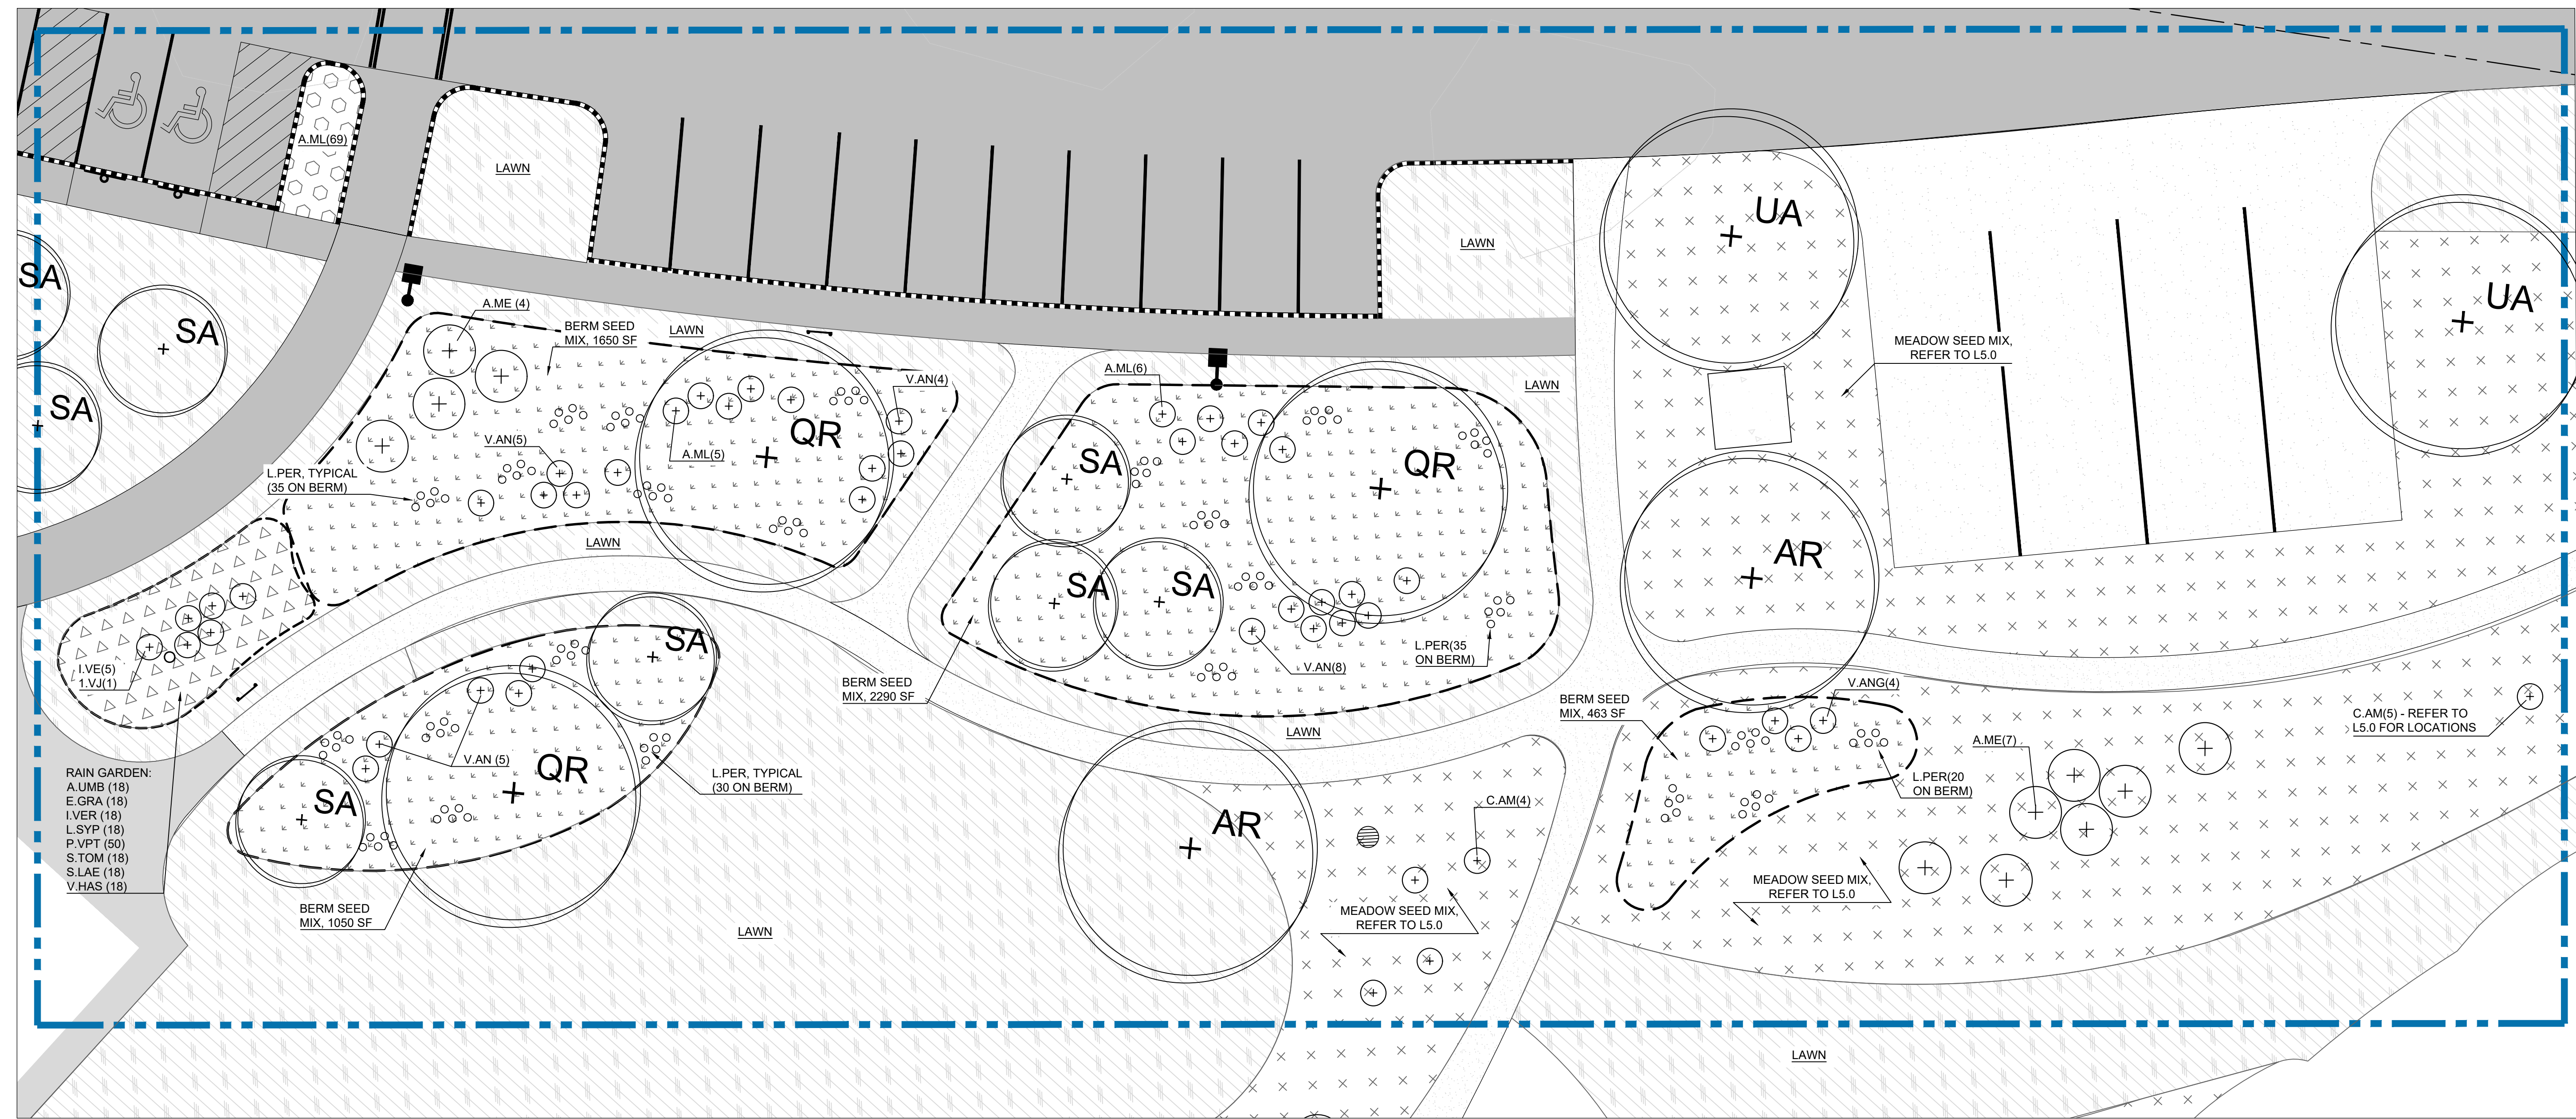 A.ML(69)
LAWN
LAWN
UA
UA
SA
SA
SA
A.ME (4)
BERM SEED
MIX, 1650 SF
LAWN
V.AN(4)
QR
V.AN(5)
A.ML(5)
L.PER, TYPICAL
(35 ON BERM)
LAWN
A.ML(6)
LAWN
SA
QR
SA
SA
V.AN(8)
L.PER(35
ON BERM)
BERM SEED
MIX, 2290 SF
LAWN
MEADOW SEED MIX,
REFER TO L5.0
AR
I.VE(5)
1.VJ(1)
SA
V.AN (5)
QR
SA
L.PER, TYPICAL
(30 ON BERM)
RAIN GARDEN:
A.UMB (18)
E.GRA (18)
I.VER (18)
L.SYP (18)
P.VPT (50)
S.TOM (18)
S.LAE (18)
V.HAS (18)
BERM SEED
MIX, 1050 SF
LAWN
AR
C.AM(4)
MEADOW SEED MIX,
REFER TO L5.0
BERM SEED
MIX, 463 SF
V.ANG(4)
L.PER(20
ON BERM)
A.ME(7)
C.AM(5) - REFER TO
L5.0 FOR LOCATIONS
MEADOW SEED MIX,
REFER TO L5.0
LAWN